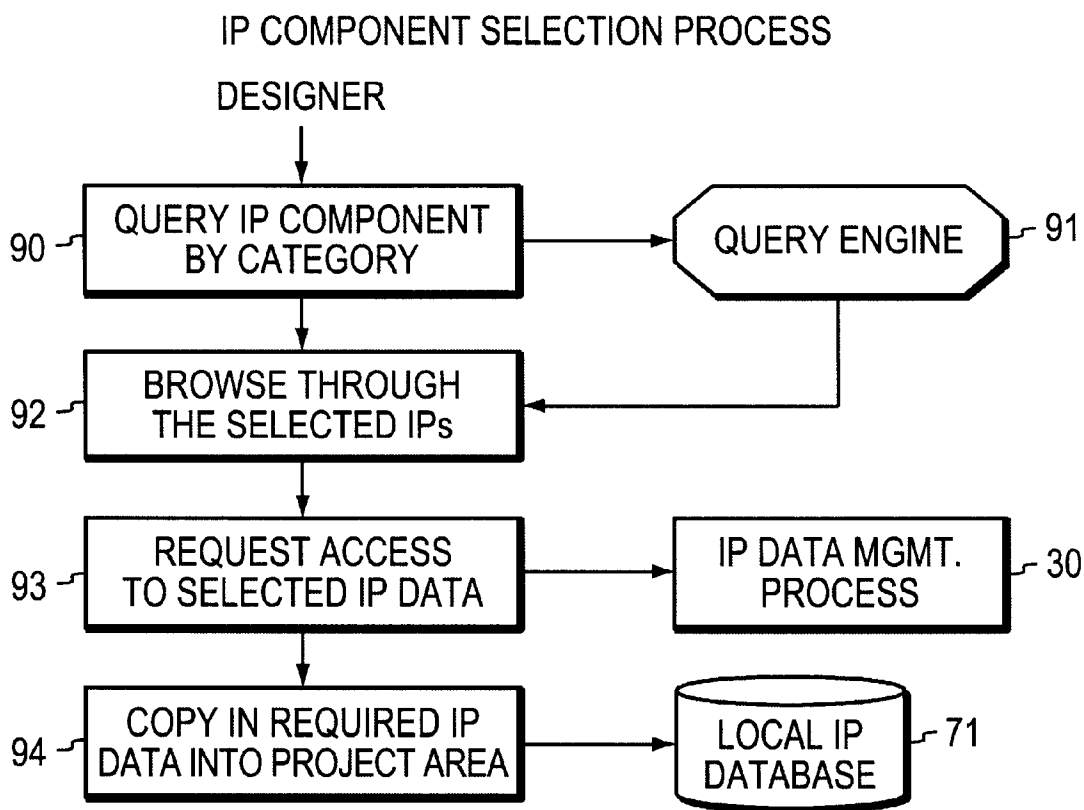 IP COMPONENT SELECTION PROCESS
DESIGNER
90
QUERY IP COMPONENT
BY CATEGORY
QUERY ENGINE
91
92
BROWSE THROUGH
THE SELECTED IPs
93
REQUEST ACCESS
TO SELECTED IP DATA
IP DATA MGMT.
PROCESS
30
94
COPY IN REQUIRED IP
DATA INTO PROJECT AREA
LOCAL IP
DATABASE
71